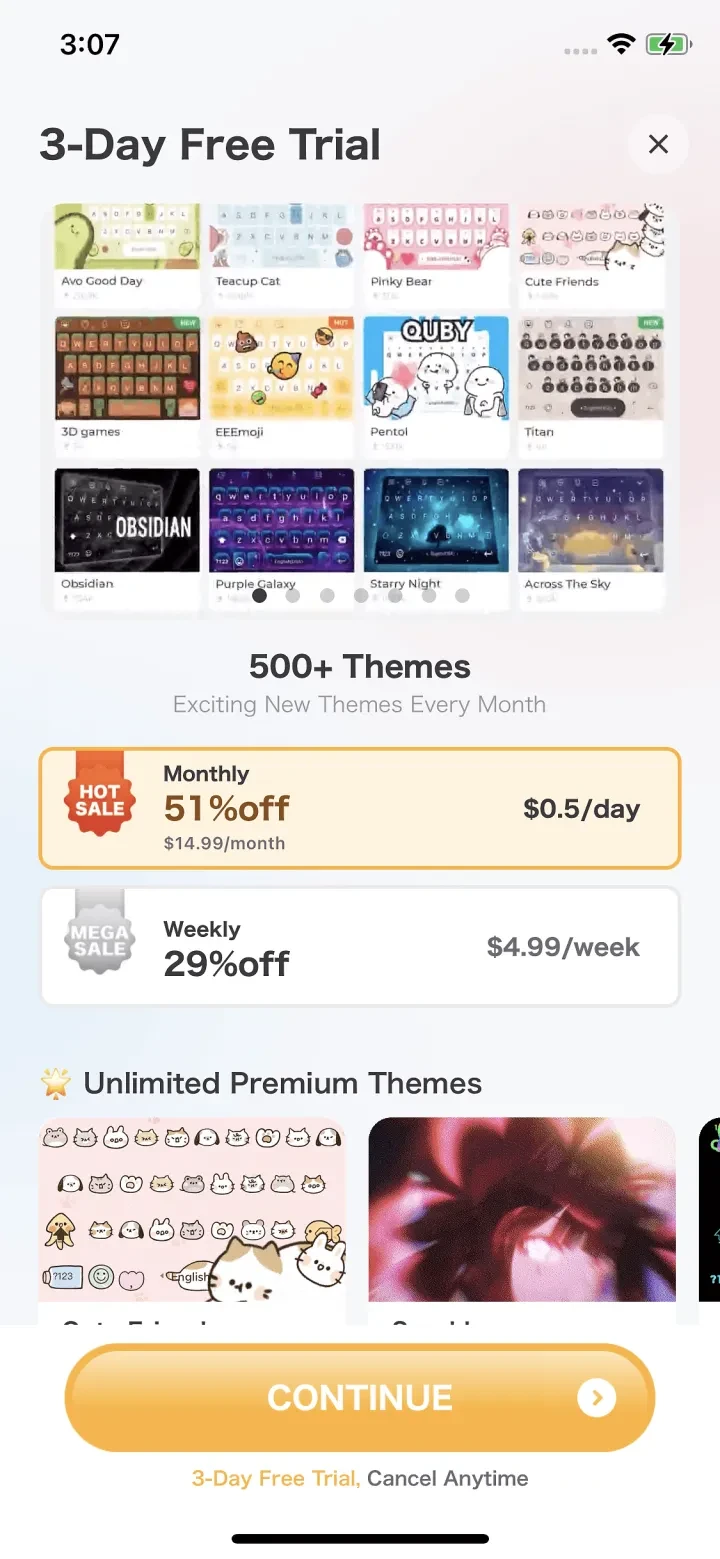 3:07
3-Day Free Trial
Avo Good Day
Teacup Cat
Pinky Bear
Cute Friends
NEW
HOT
QUBY
NEW
3D games
EEEmoji
Pentol
Titan
OBSIDIAN
Obsidian
Purple Galaxy
Starry Night
Across The Sky
500+ Themes
Exciting New Themes Every Month
HOT
SALE
Monthly
51%off
$14.99/month
$0.5/day
MEGA
SALE
Weekly
29%off
$4.99/week
Unlimited Premium Themes
?123
English
CONTINUE
3-Day Free Trial, Cancel Anytime